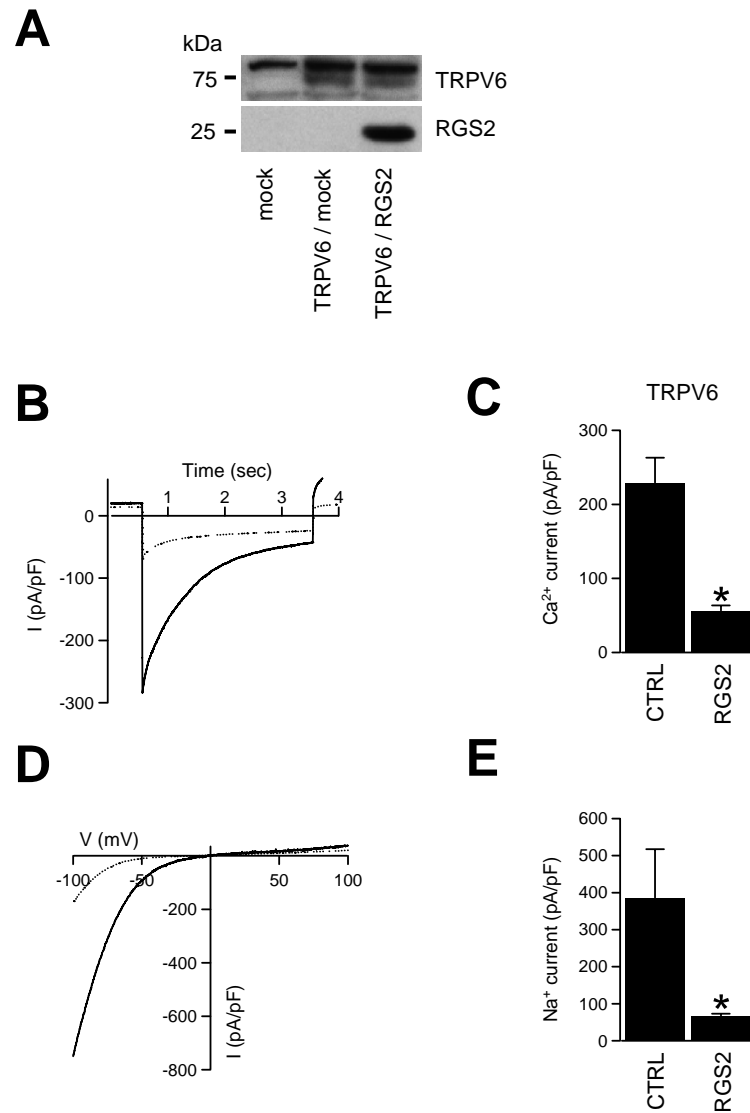 A
kDa
75
TRPV6
25
RGS2
mock
TRPV6 / mock
TRPV6 / RGS2
B
Time (sec)
1 2 3 4
0
-100
-200
-300
I (pA/pF)
C
TRPV6
300
200
100
0
Ca²⁺ current (pA/pF)
*
CTRL
RGS2
D
V (mV)
-100 -50 50 100
-200
-400
-600
-800
I (pA/pF)
E
600
500
400
300
200
100
0
Na⁺ current (pA/pF)
*
CTRL
RGS2